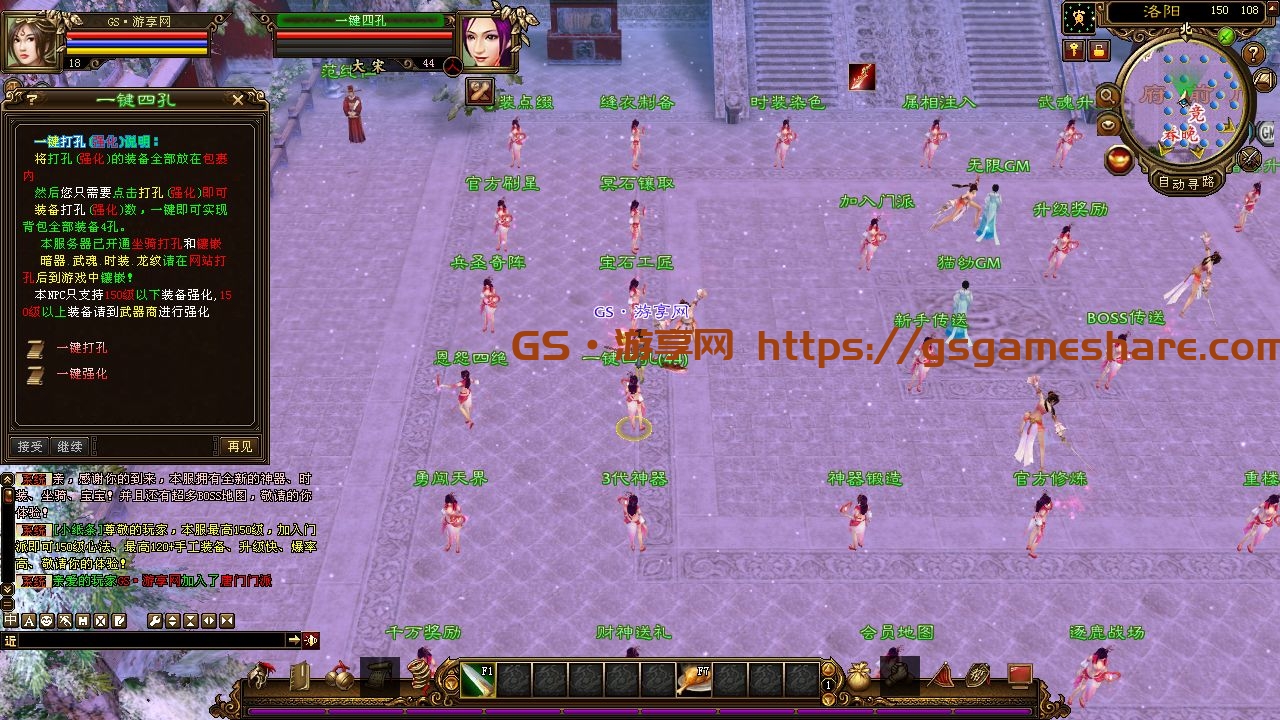 GS·游享网
18
一键四孔
大宋
44
范纯仁
洛阳 150 108
北
自动寻路
GM
一键四孔
一键打孔(强化)说明：
将打孔(强化)的装备全部放在包裹
内
然后您只需要点击打孔(强化)即可
装备打孔(强化)数，一键即可实现
背包全部装备4孔。
本服务器已开通坐骑打孔和镶嵌
暗器 武魂 时装 龙纹请在网站打
孔后到游戏中镶嵌！
本NPC只支持150级以下装备强化,15
0级以上装备请到武器商进行强化
一键打孔
一键强化
接受 继续 再见
装点缀
缝衣制备
时装染色
属相注入
武魂升
官方刷星
冥石镶取
无限GM
加入门派
升级奖励
兵圣奇阵
宝石工匠
猫幼GM
GS·游享网
新手传送
BOSS传送
GS·游享网 https://gsgameshare.com
恩怨四绝
勇闯天界
3代神器
神器锻造
官方修炼
重楼
系统 亲，感谢你的到来，本服拥有全新的神器、时
装、坐骑、宝宝！并且还有超多BOSS地图，敬请的你
体验!
系统 [小纸条]尊敬的玩家，本服最高150级，加入门
派即可150级心法、最高120+手工装备、升级快、爆率
高、敬请你的体验！
系统 亲爱的玩家GS·游享网加入了唐门门派
千万奖励
财神送礼
会员地图
逐鹿战场
近
F1
F7
1